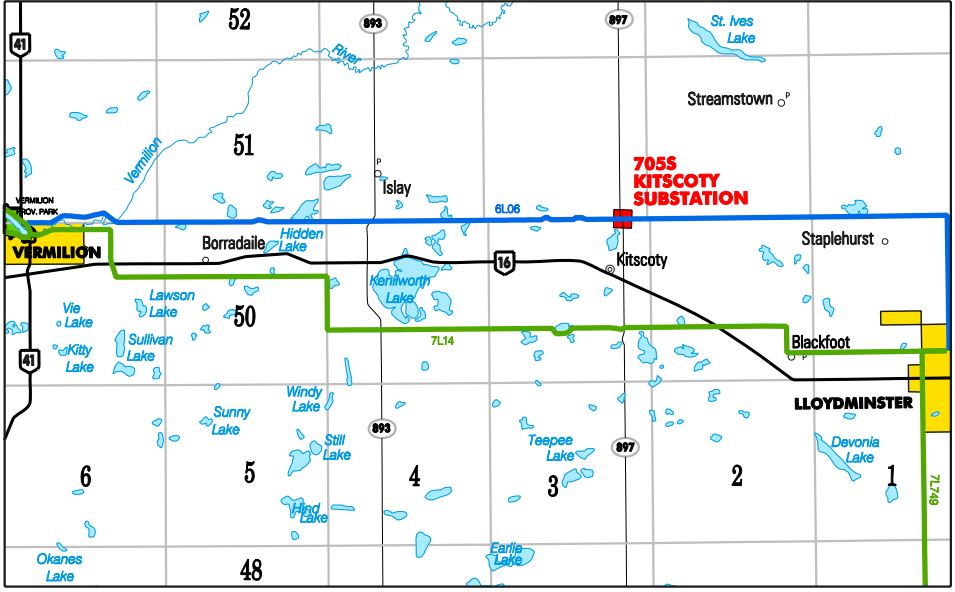 52
893
897
St. Ives
Lake
41
River
Streamstown
P
51
Vermilion
P
Islay
705S
KITSCOTY
SUBSTATION
VERMILION
PROV. PARK
6L06
Hidden
Lake
Borradaile
Staplehurst
VERMILION
16
Kitscoty
Kenilworth
Lake
Lawson
Lake
Vie
Lake
50
7L14
Sullivan
Lake
Kitty
Lake
Blackfoot
P
41
Windy
Lake
LLOYDMINSTER
Sunny
Lake
893
Still
Lake
Teepee
Lake
897
Devonia
Lake
6
5
4
3
2
1
7L749
Hind
Lake
Earlie
Lake
Okanes
Lake
48